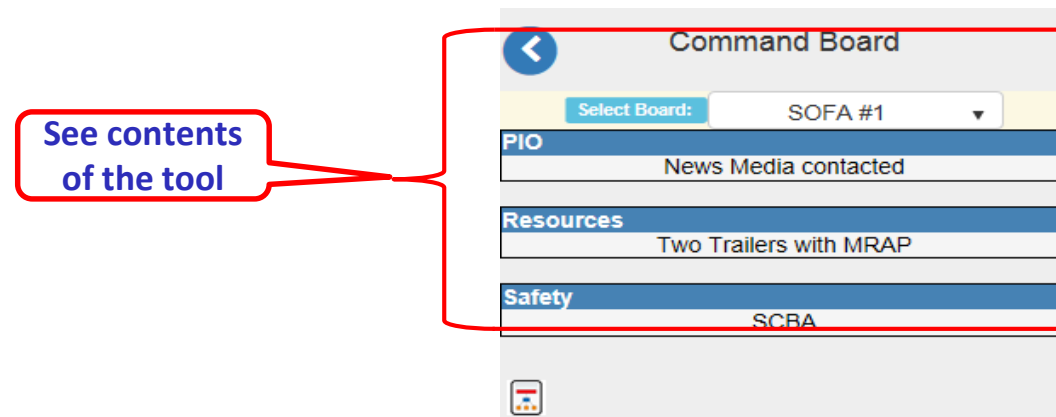 Command Board
See contents
of the tool
Select Board: SOFA #1
PIO
News Media contacted
Resources
Two Trailers with MRAP
Safety
SCBA